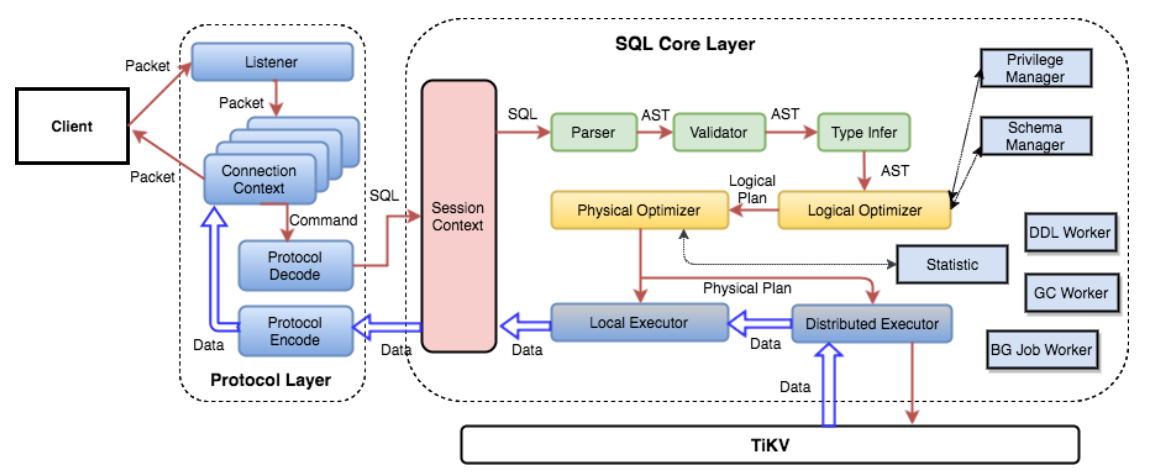 SQL Core Layer
Privilege
Manager
Packet
Listener
Packet
Client
SQL
Parser
AST
Validator
AST
Type Infer
Schema
Manager
Connection
Context
Packet
AST
SQL
Logical
Plan
Session
Context
Physical Optimizer
Logical Optimizer
Command
DDL Worker
Protocol
Decode
Statistic
Physical Plan
GC Worker
Protocol
Encode
Local Executor
Distributed Executor
Data
Data
Data
Data
BG Job Worker
Protocol Layer
Data
TiKV